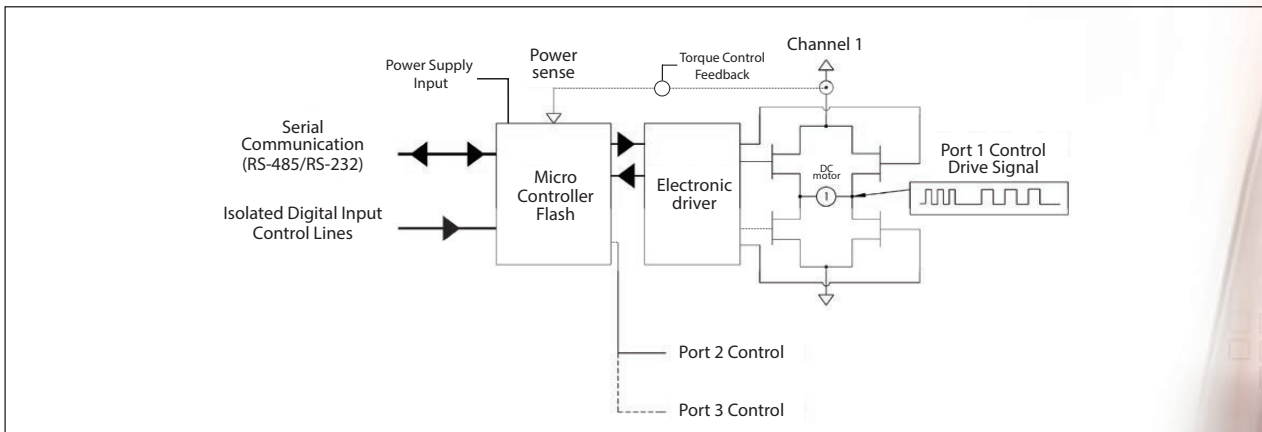 Channel 1
Power
sense
Torque Control
Feedback
Power Supply
Input
Serial
Communication
(RS-485/RS-232)
Isolated Digital Input
Control Lines
Micro
Controller
Flash
Electronic
driver
DC
motor
1
Port 1 Control
Drive Signal
Port 2 Control
Port 3 Control